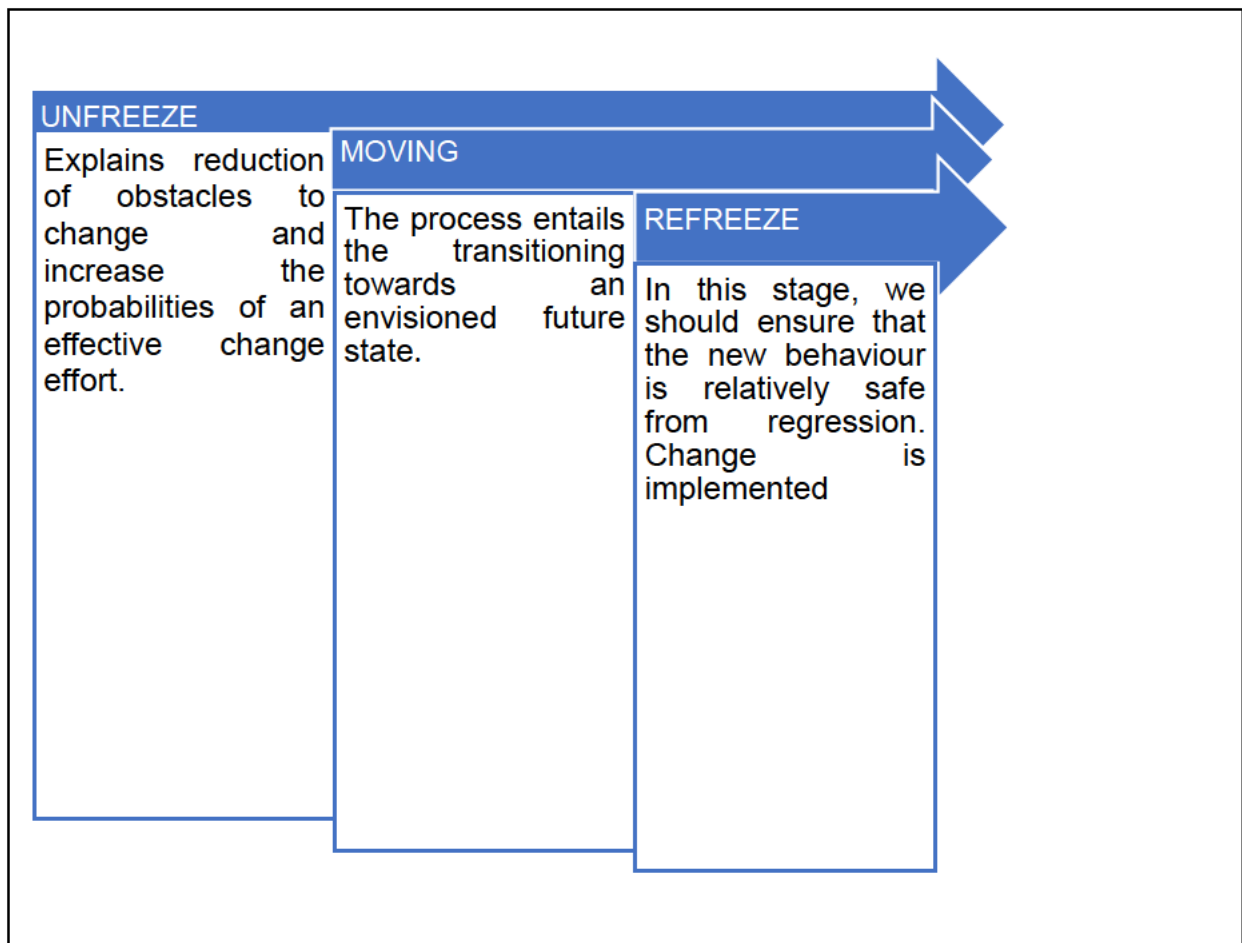 UNFREEZE
Explains reduction
of obstacles to
change and
increase the
probabilities of an
effective change
effort.
MOVING
The process entails
the transitioning
towards an
envisioned future
state.
REFREEZE
In this stage, we
should ensure that
the new behaviour
is relatively safe
from regression.
Change is
implemented